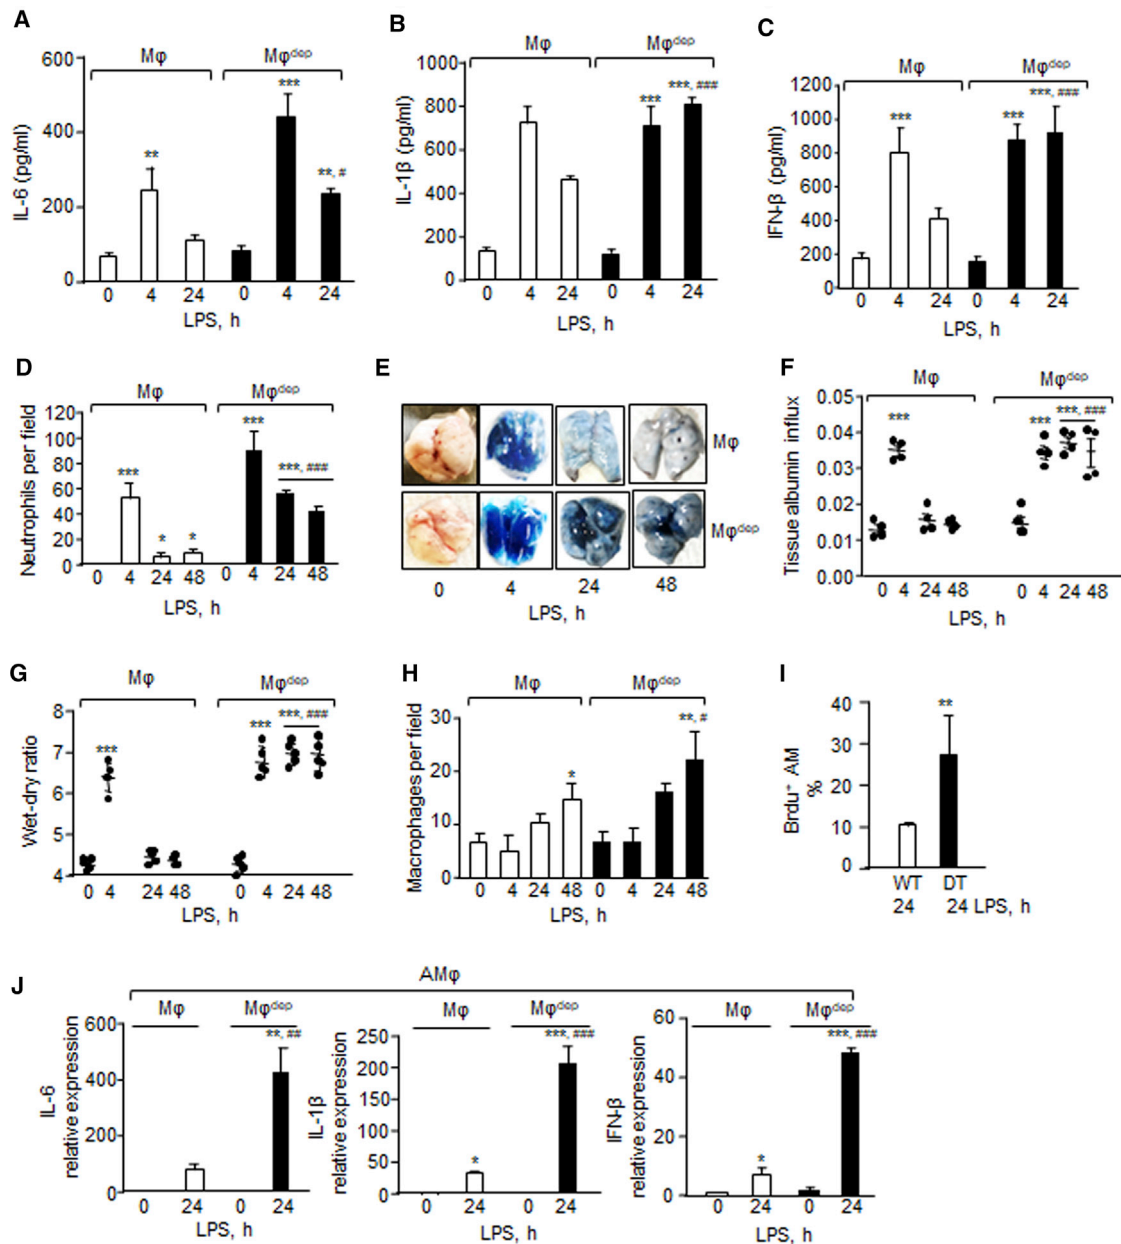 A
Mφ Mφdep
IL-6 (pg/ml)
600
400
200
0
***
**
**, #
0 4 24 0 4 24
LPS, h
B
Mφ Mφdep
IL-1β (pg/ml)
1000
800
600
400
200
0
*** ***, ###
0 4 24 0 4 24
LPS, h
C
Mφ Mφdep
IFN-β (pg/ml)
1200
1000
800
600
400
200
0
*** *** ***, ###
0 4 24 0 4 24
LPS, h
D
Mφ Mφdep
Neutrophils per field
120
100
80
60
40
20
0
*** * * *** ***, ###
0 4 24 48 0 4 24 48
LPS, h
E
Mφ
Mφdep
0 4 24 48
LPS, h
F
Mφ Mφdep
Tissue albumin influx
0.05
0.04
0.03
0.02
0.01
0.00
*** *** ***, ###
0 4 24 48 0 4 24 48
LPS, h
G
Mφ Mφdep
Wet-dry ratio
8
7
6
5
4
*** *** ***, ###
0 4 24 48 0 4 24 48
LPS, h
H
Mφ Mφdep
Macrophages per field
30
20
10
0
* **, #
0 4 24 48 0 4 24 48
LPS, h
I
Brdu+ AM
%
40
30
20
10
0
**
WT DT
24 24 LPS, h
J
AMφ
Mφ Mφdep
IL-6
relative expression
600
400
200
0
**, ##
0 24 0 24
LPS, h
Mφ Mφdep
IL-1β
relative expression
250
200
150
100
50
0
* ***, ###
0 24 0 24
LPS, h
Mφ Mφdep
IFN-β
relative expression
60
40
20
0
* ***, ###
0 24 0 24
LPS, h